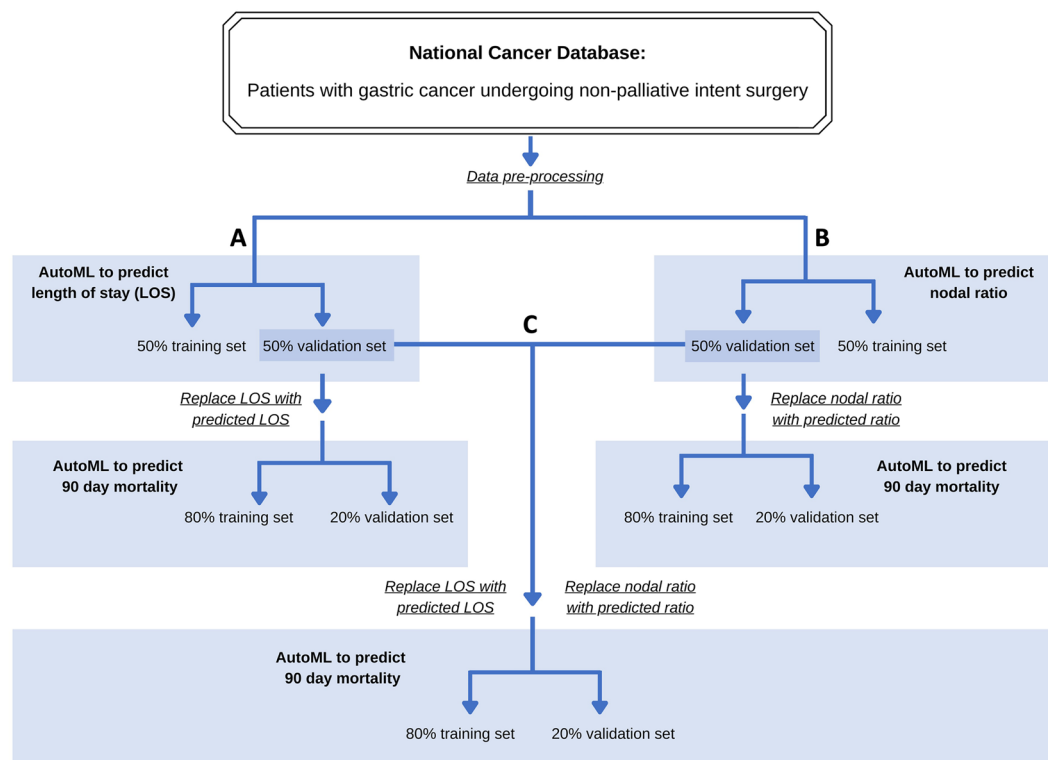 National Cancer Database:
Patients with gastric cancer undergoing non-palliative intent surgery
Data pre-processing
A
B
AutoML to predict
length of stay (LOS)
50% training set
50% validation set
C
AutoML to predict
nodal ratio
50% validation set
50% training set
Replace LOS with
predicted LOS
Replace nodal ratio
with predicted ratio
AutoML to predict
90 day mortality
80% training set
20% validation set
AutoML to predict
90 day mortality
80% training set
20% validation set
Replace LOS with
predicted LOS
Replace nodal ratio
with predicted ratio
AutoML to predict
90 day mortality
80% training set
20% validation set